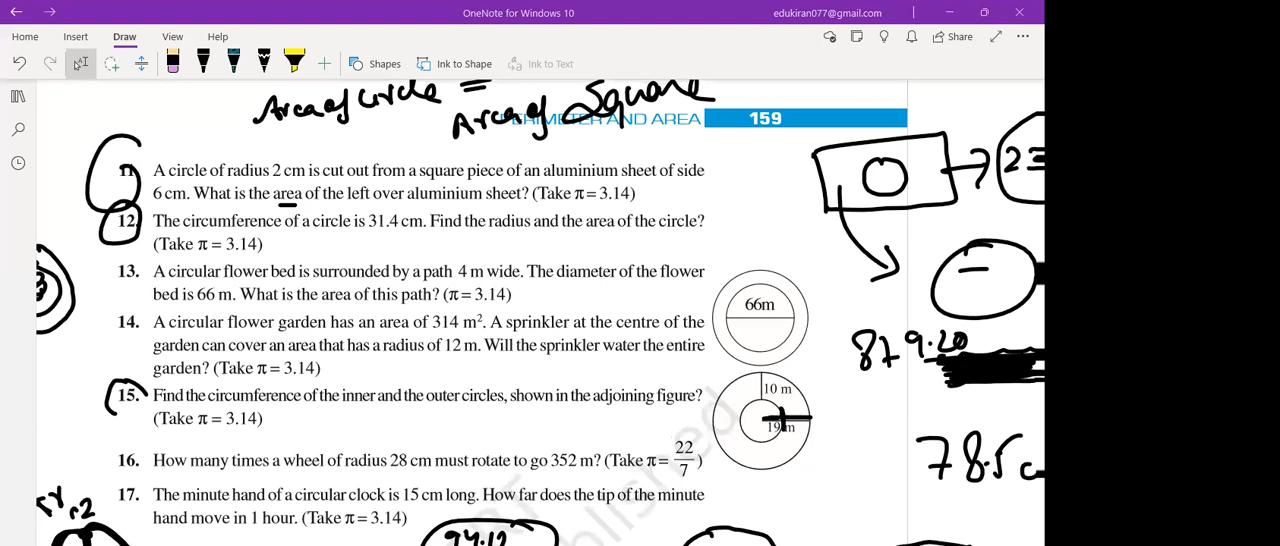 OneNote for Windows 10
edukiran077@gmail.com
Home Insert Draw View Help
Share
Shapes Ink to Shape Ink to Text
Area of circle =
Area of Square
PERIMETER AND AREA 159
11. A circle of radius 2 cm is cut out from a square piece of an aluminium sheet of side
6 cm. What is the area of the left over aluminium sheet? (Take π = 3.14)
12. The circumference of a circle is 31.4 cm. Find the radius and the area of the circle?
(Take π = 3.14)
13. A circular flower bed is surrounded by a path 4 m wide. The diameter of the flower
bed is 66 m. What is the area of this path? (π = 3.14)
66m
14. A circular flower garden has an area of 314 m². A sprinkler at the centre of the
garden can cover an area that has a radius of 12 m. Will the sprinkler water the entire
garden? (Take π = 3.14)
879.20
15. Find the circumference of the inner and the outer circles, shown in the adjoining figure?
(Take π = 3.14)
10 m
19 m
78.5 c
16. How many times a wheel of radius 28 cm must rotate to go 352 m? (Take π = 22/7)
17. The minute hand of a circular clock is 15 cm long. How far does the tip of the minute
hand move in 1 hour. (Take π = 3.14)
r2
94.12
23